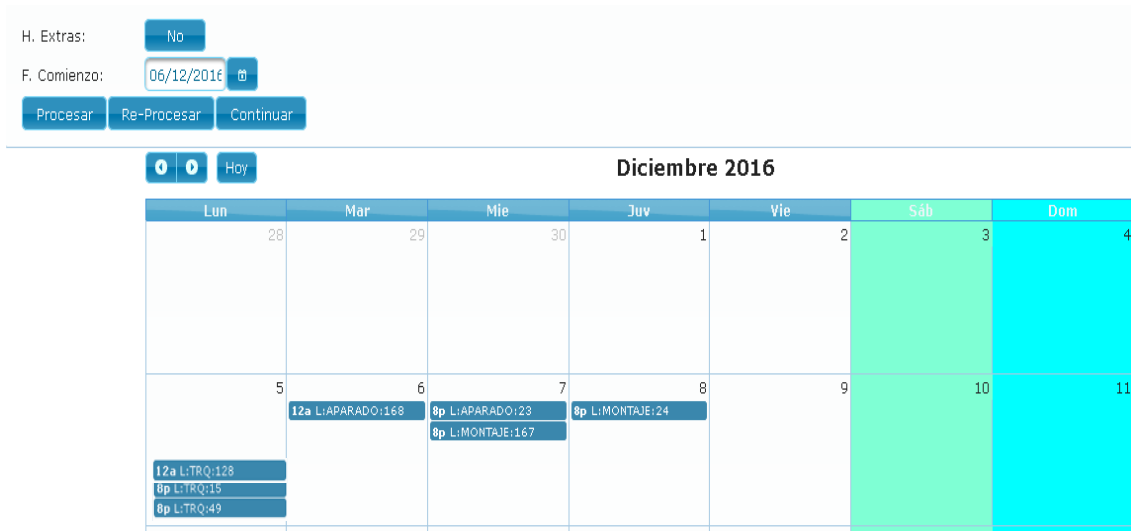 H. Extras: No
F. Comienzo: 06/12/2016
Procesar Re-Procesar Continuar
Hoy Diciembre 2016
Lun Mar Mie Juv Vie Sáb Dom
28 29 30 1 2 3 4
5 6 7 8 9 10 11
12a L:APARADO:168 8p L:APARADO:23 8p L:MONTAJE:24
8p L:MONTAJE:167
12a L:TRQ:128
8p L:TRQ:15
8p L:TRQ:49